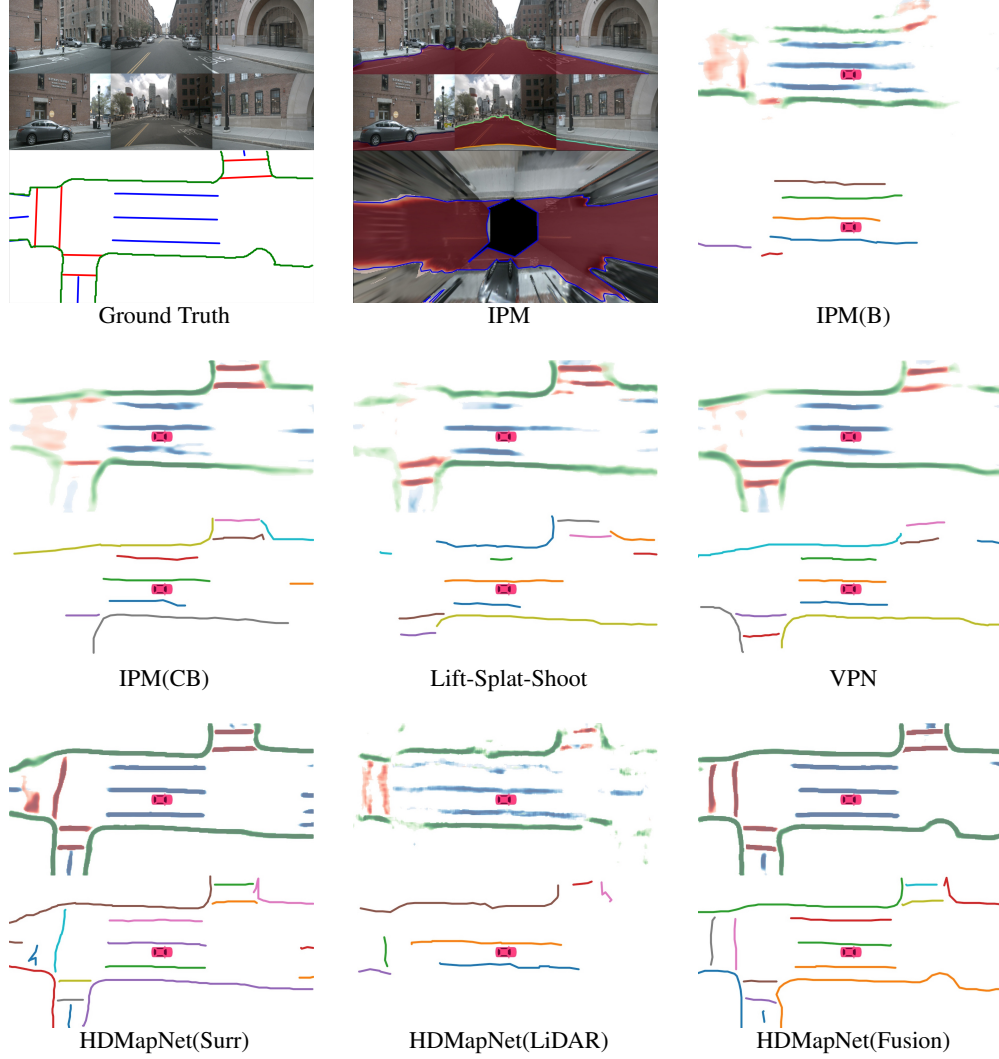 Ground Truth
IPM
IPM(B)
IPM(CB)
Lift-Splat-Shoot
VPN
HDMapNet(Surr)
HDMapNet(LiDAR)
HDMapNet(Fusion)